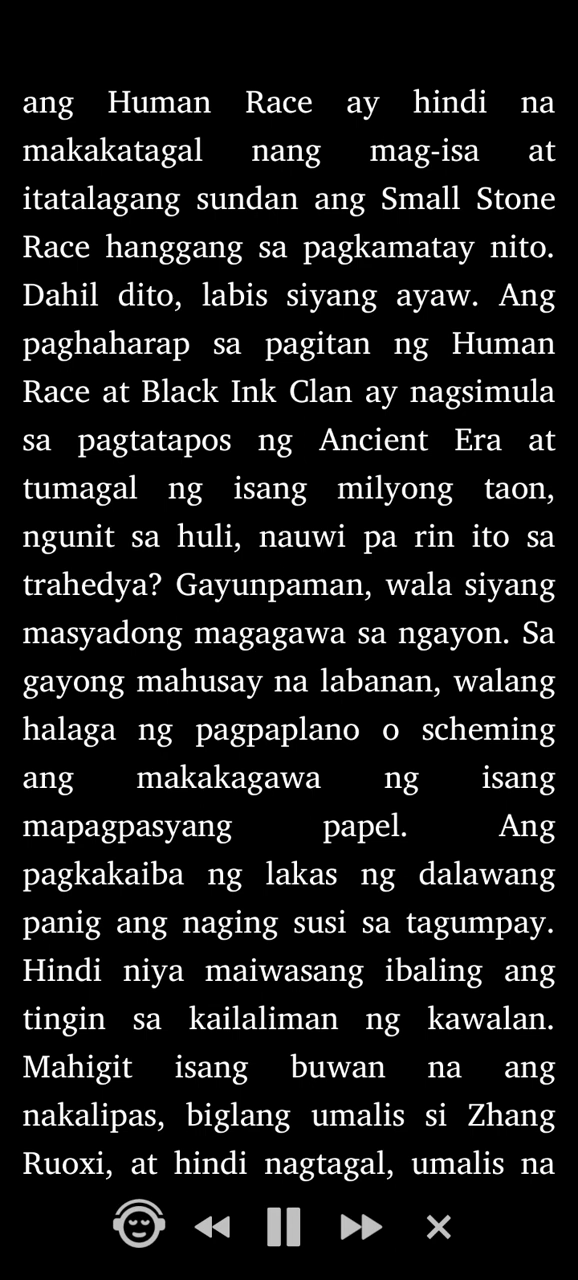 ang Human Race ay hindi na
makakatagal nang mag-isa at
itatalagang sundan ang Small Stone
Race hanggang sa pagkamatay nito.
Dahil dito, labis siyang ayaw. Ang
paghaharap sa pagitan ng Human
Race at Black Ink Clan ay nagsimula
sa pagtatapos ng Ancient Era at
tumagal ng isang milyong taon,
ngunit sa huli, nauwi pa rin ito sa
trahedya? Gayunpaman, wala siyang
masyadong magagawa sa ngayon. Sa
gayong mahusay na labanan, walang
halaga ng pagpaplano o scheming
ang makakagawa ng isang
mapagpasyang papel. Ang
pagkakaiba ng lakas ng dalawang
panig ang naging susi sa tagumpay.
Hindi niya maiwasang ibaling ang
tingin sa kailaliman ng kawalan.
Mahigit isang buwan na ang
nakalipas, biglang umalis si Zhang
Ruoxi, at hindi nagtagal, umalis na